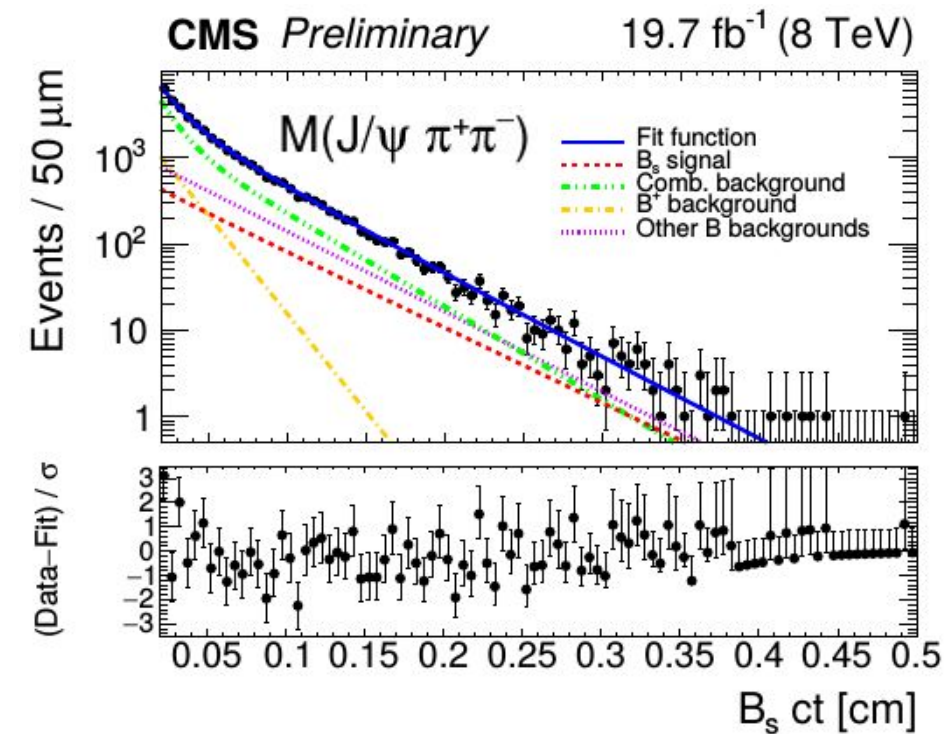 CMS Preliminary 19.7 fb⁻¹ (8 TeV)
Events / 50 μm
10³
10²
10
1
M(J/ψ π⁺π⁻)
Fit function
Bₛ signal
Comb. background
B⁺ background
Other B backgrounds
(Data−Fit) / σ
3
2
1
0
−1
−2
−3
0.05 0.1 0.15 0.2 0.25 0.3 0.35 0.4 0.45 0.5
Bₛ ct [cm]